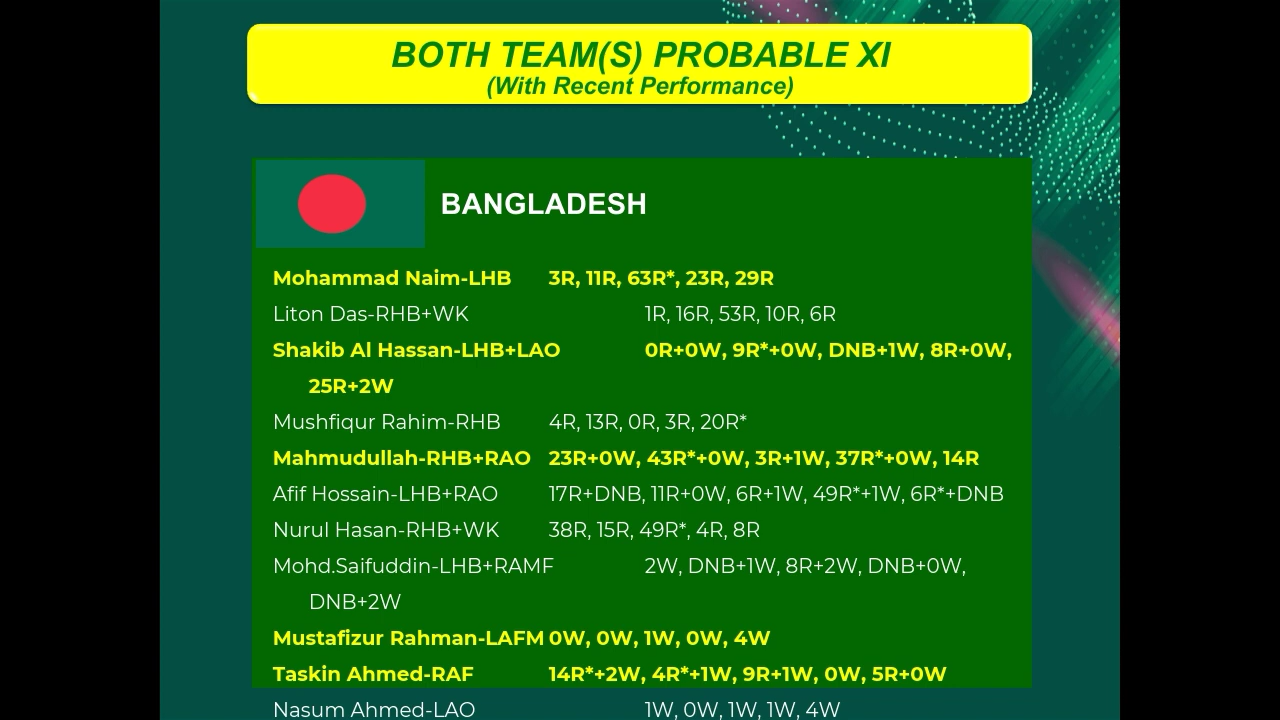 BOTH TEAM(S) PROBABLE XI
(With Recent Performance)
BANGLADESH
Mohammad Naim-LHB 3R, 11R, 63R*, 23R, 29R
Liton Das-RHB+WK 1R, 16R, 53R, 10R, 6R
Shakib Al Hassan-LHB+LAO 0R+0W, 9R*+0W, DNB+1W, 8R+0W,
25R+2W
Mushfiqur Rahim-RHB 4R, 13R, 0R, 3R, 20R*
Mahmudullah-RHB+RAO 23R+0W, 43R*+0W, 3R+1W, 37R*+0W, 14R
Afif Hossain-LHB+RAO 17R+DNB, 11R+0W, 6R+1W, 49R*+1W, 6R*+DNB
Nurul Hasan-RHB+WK 38R, 15R, 49R*, 4R, 8R
Mohd.Saifuddin-LHB+RAMF 2W, DNB+1W, 8R+2W, DNB+0W,
DNB+2W
Mustafizur Rahman-LAFM 0W, 0W, 1W, 0W, 4W
Taskin Ahmed-RAF 14R*+2W, 4R*+1W, 9R+1W, 0W, 5R+0W
Nasum Ahmed-LAO 1W, 0W, 1W, 1W, 4W